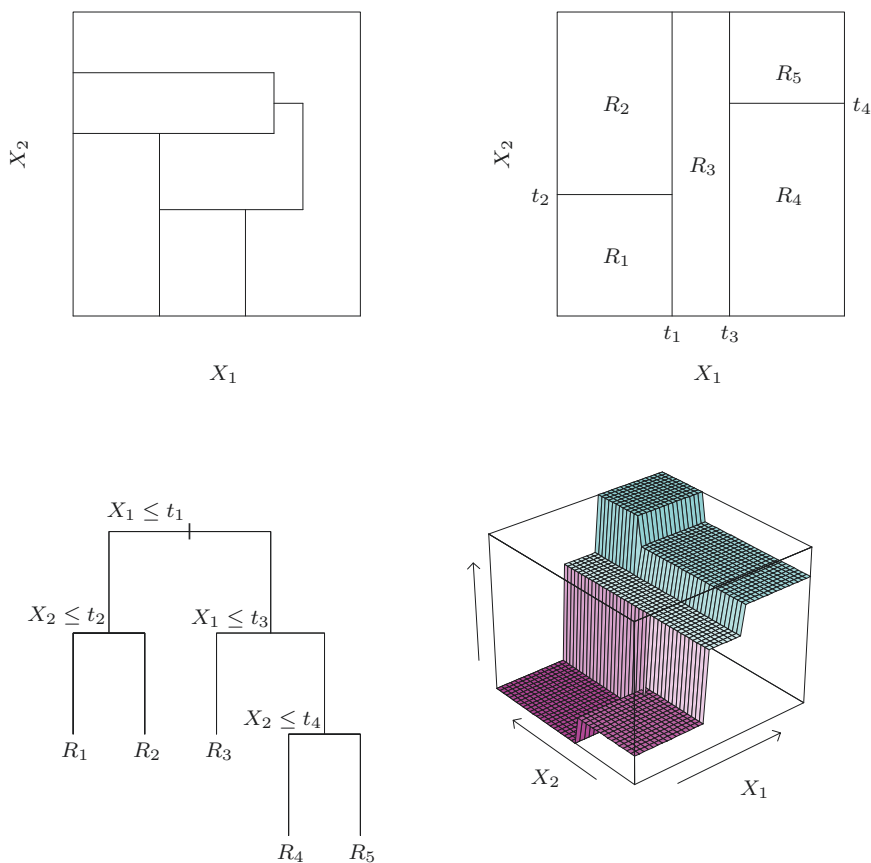 X₂
X₁
R₂
R₅
t₄
X₂
R₃
t₂
R₄
R₁
t₁
t₃
X₁
X₁ ≤ t₁
X₂ ≤ t₂
X₁ ≤ t₃
X₂ ≤ t₄
R₁
R₂
R₃
R₄
R₅
X₂
X₁